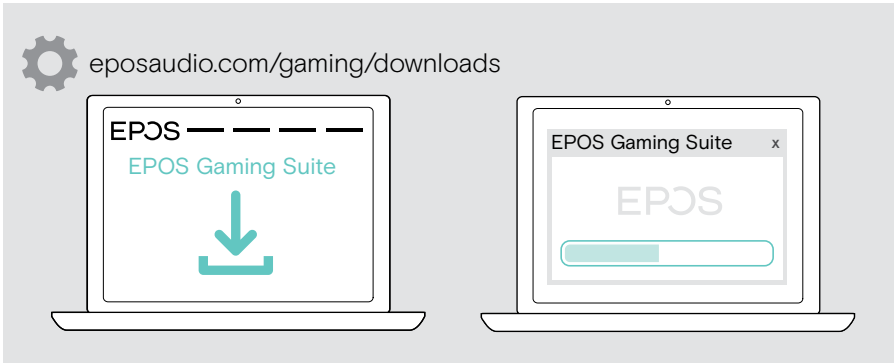 eposaudio.com/gaming/downloads
EPOS
EPOS Gaming Suite
EPOS Gaming Suite x
EPOS